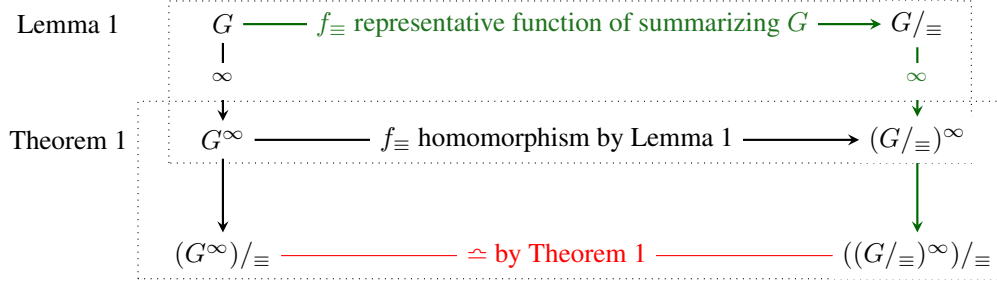 Lemma 1 G f≡ representative function of summarizing G G/≡
∞ ∞
Theorem 1 G^∞ f≡ homomorphism by Lemma 1 (G/≡)^∞
(G^∞)/≡ ≏ by Theorem 1 ((G/≡)^∞)/≡